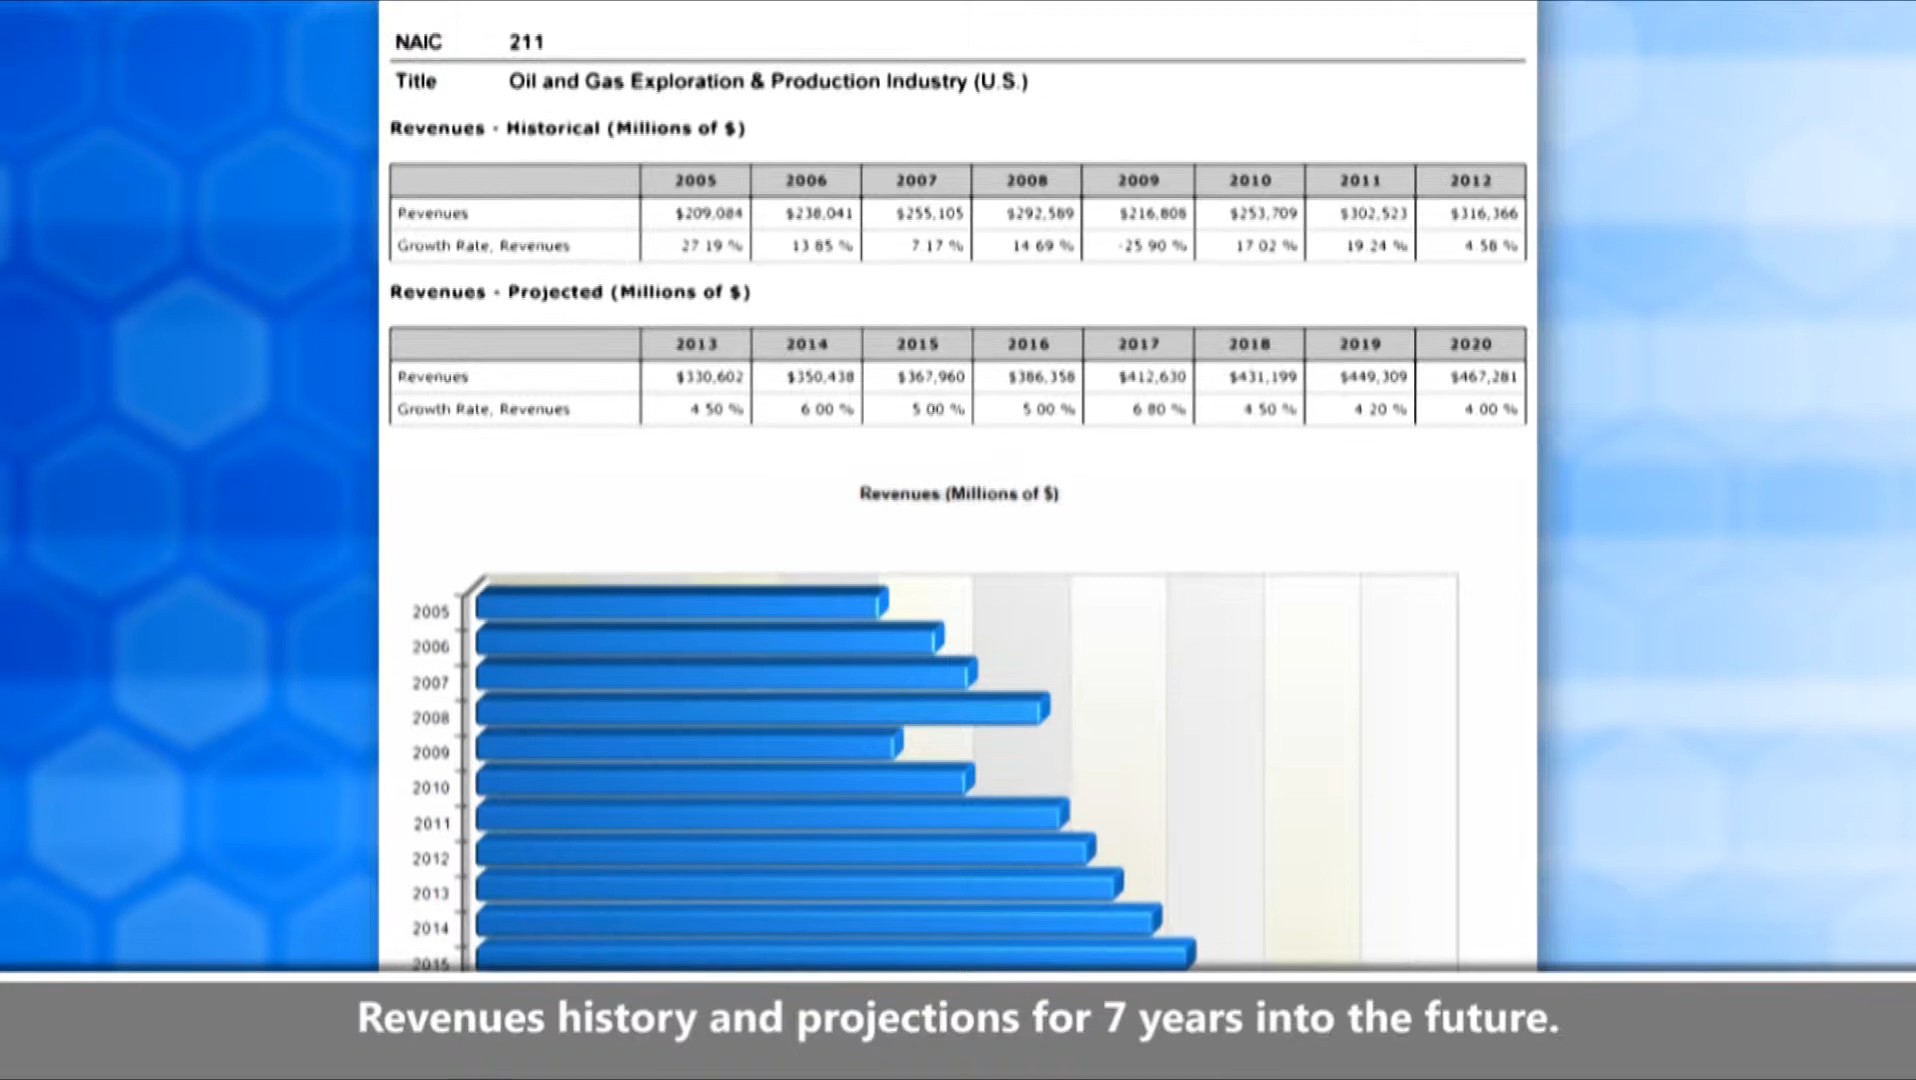 NAIC 211
Title Oil and Gas Exploration & Production Industry (U.S.)
Revenues - Historical (Millions of $)
2005 2006 2007 2008 2009 2010 2011 2012
Revenues $209,084 $238,041 $255,105 $292,589 $216,808 $253,709 $302,523 $316,366
Growth Rate, Revenues 27.19 % 13.85 % 7.17 % 14.69 % -25.90 % 17.02 % 19.24 % 4.58 %
Revenues - Projected (Millions of $)
2013 2014 2015 2016 2017 2018 2019 2020
Revenues $330,602 $350,438 $367,960 $386,358 $412,630 $431,199 $449,309 $467,281
Growth Rate, Revenues 4.50 % 6.00 % 5.00 % 5.00 % 6.80 % 4.50 % 4.20 % 4.00 %
Revenues (Millions of $)
2005
2006
2007
2008
2009
2010
2011
2012
2013
2014
2015
Revenues history and projections for 7 years into the future.